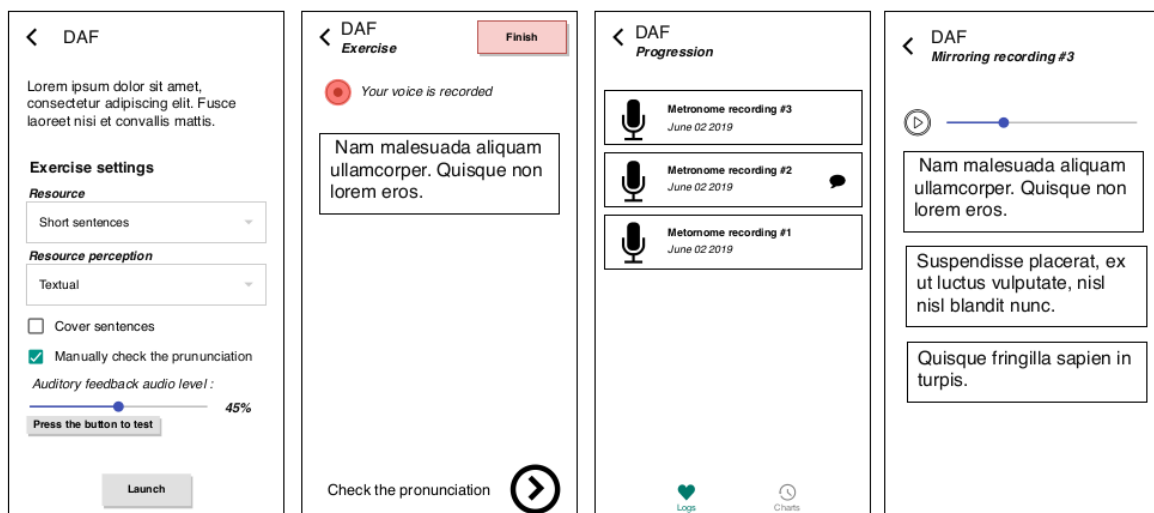 DAF
Lorem ipsum dolor sit amet,
consectetur adipiscing elit. Fusce
laoreet nisi et convallis mattis.
Exercise settings
Resource
Short sentences
Resource perception
Textual
Cover sentences
Manually check the prununciation
Auditory feedback audio level :
45%
Press the button to test
Launch
DAF
Exercise
Finish
Your voice is recorded
Nam malesuada aliquam
ullamcorper. Quisque non
lorem eros.
Check the pronunciation
DAF
Progression
Metronome recording #3
June 02 2019
Metronome recording #2
June 02 2019
Metornome recording #1
June 02 2019
Logs
Charts
DAF
Mirroring recording #3
Nam malesuada aliquam
ullamcorper. Quisque non
lorem eros.
Suspendisse placerat, ex
ut luctus vulputate, nisl
nisl blandit nunc.
Quisque fringilla sapien in
turpis.